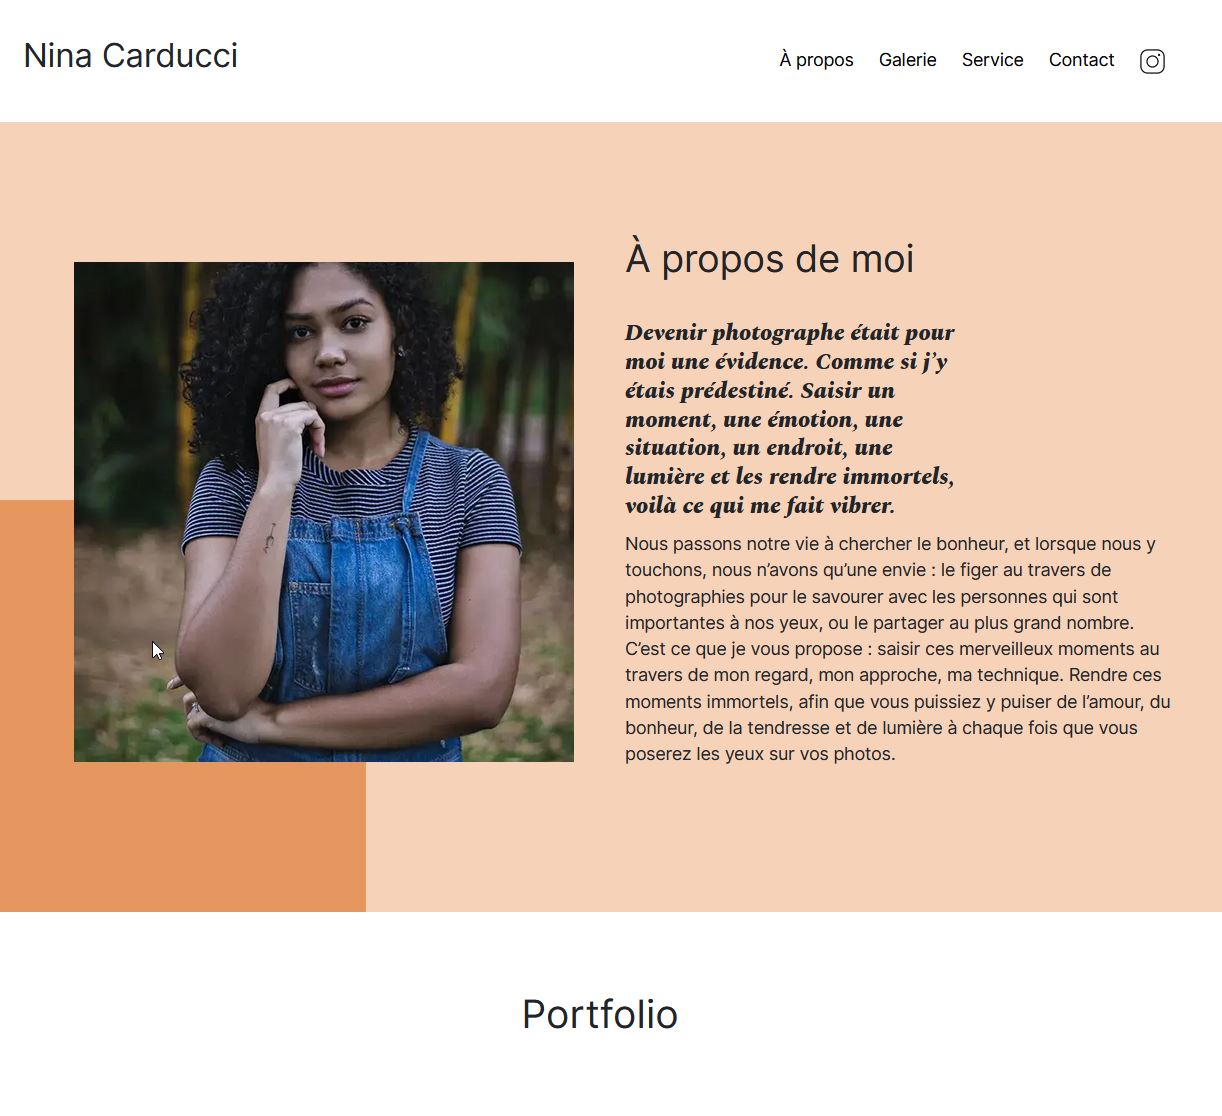 Nina Carducci
À propos Galerie Service Contact
À propos de moi
Devenir photographe était pour
moi une évidence. Comme si j’y
étais prédestiné. Saisir un
moment, une émotion, une
situation, un endroit, une
lumière et les rendre immortels,
voilà ce qui me fait vibrer.
Nous passons notre vie à chercher le bonheur, et lorsque nous y
touchons, nous n’avons qu’une envie : le figer au travers de
photographies pour le savourer avec les personnes qui sont
importantes à nos yeux, ou le partager au plus grand nombre.
C’est ce que je vous propose : saisir ces merveilleux moments au
travers de mon regard, mon approche, ma technique. Rendre ces
moments immortels, afin que vous puissiez y puiser de l’amour, du
bonheur, de la tendresse et de lumière à chaque fois que vous
poserez les yeux sur vos photos.
Portfolio